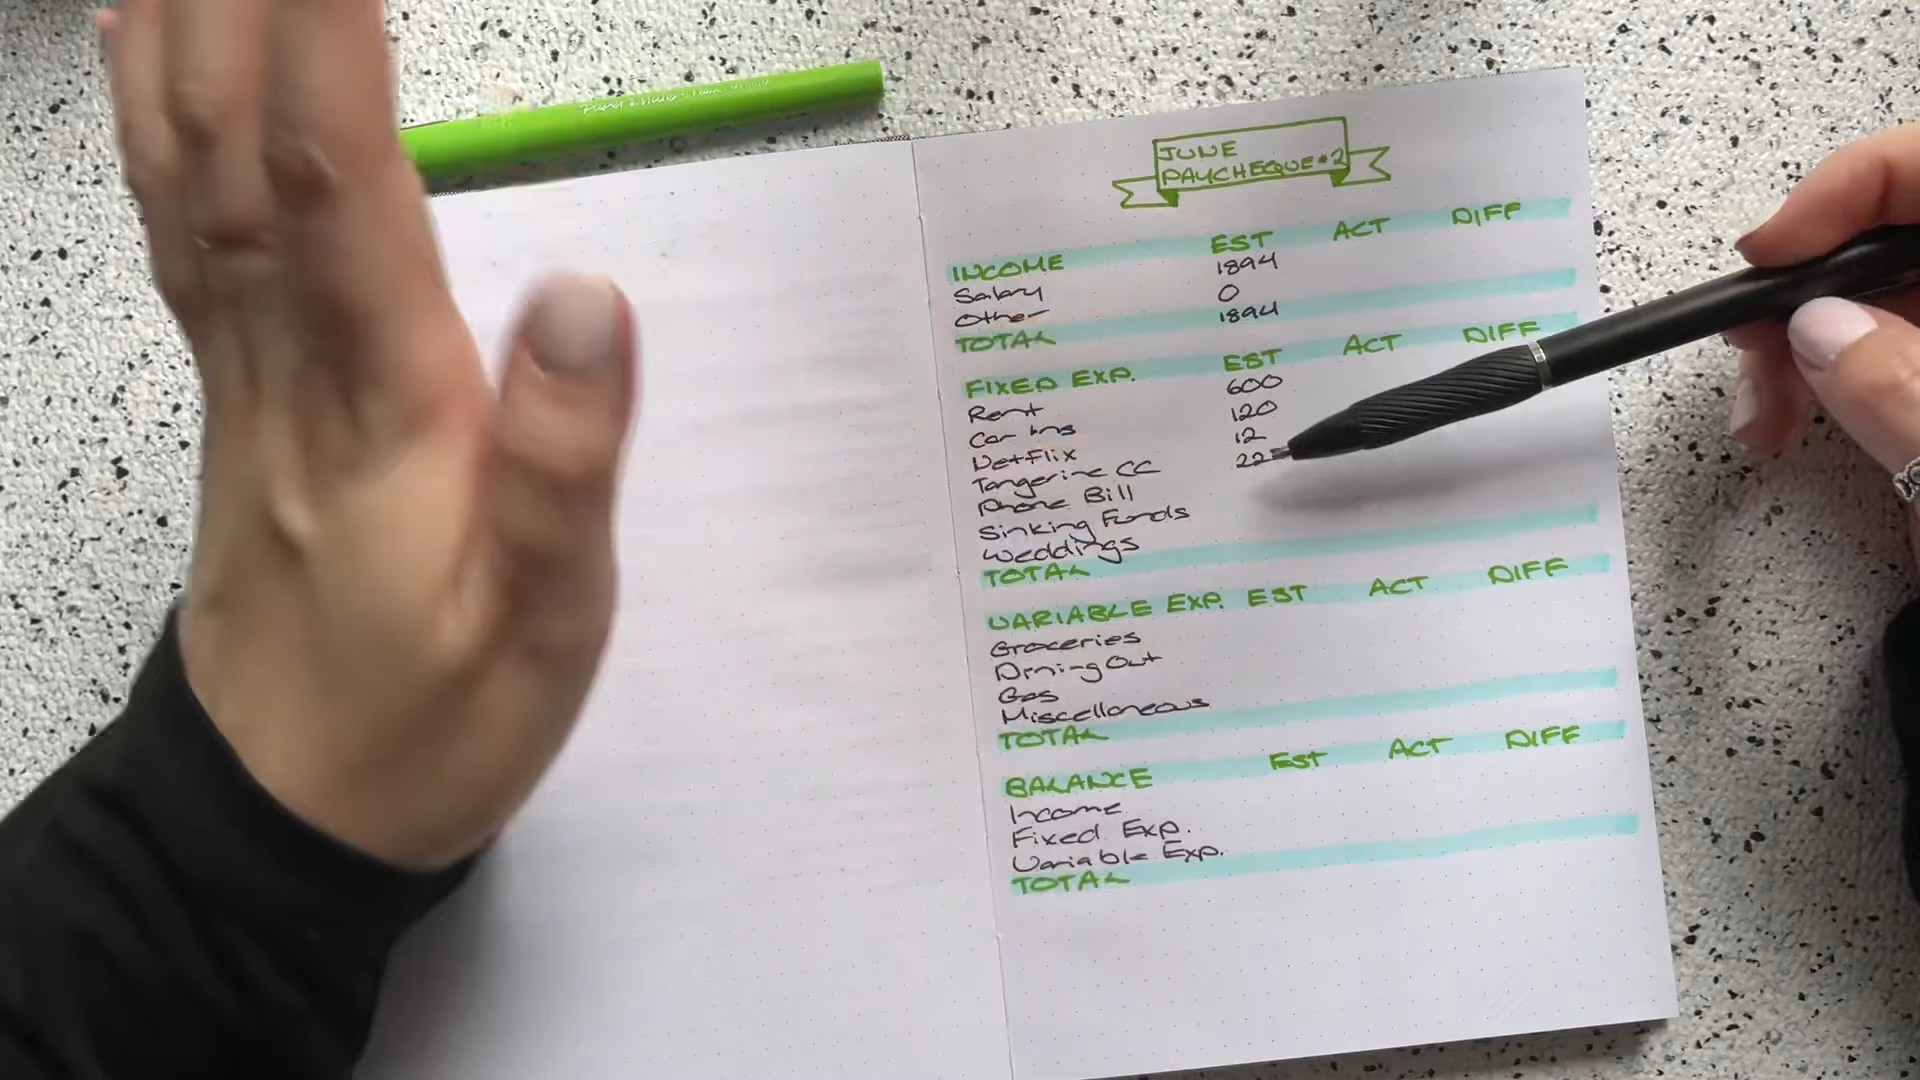 JUNE
PAYCHEQUE #2
INCOME EST ACT DIFF
Salary 1894
Other 0
TOTAL 1894
FIXED EXP. EST ACT DIFF
Rent 600
Car Ins 120
Netflix 12
Tangerine CC
Phone Bill
Sinking Funds
Weddings
TOTAL
VARIABLE EXP. EST ACT DIFF
Groceries
Dining Out
Gas
Miscellaneous
TOTAL
BALANCE EST ACT DIFF
Income
Fixed Exp.
Variable Exp.
TOTAL